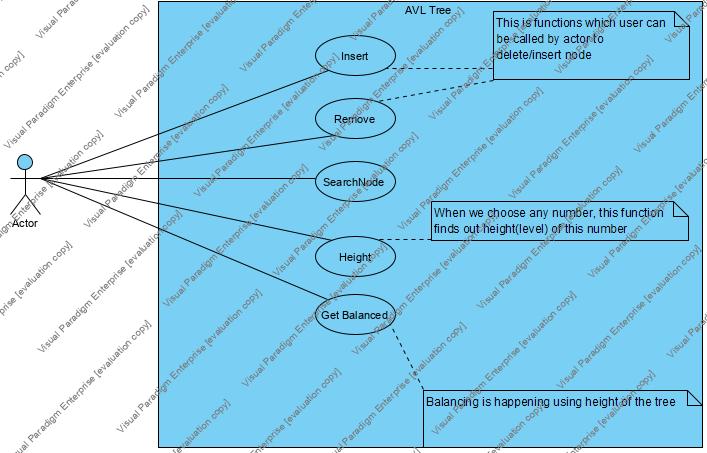 AVL Tree
This is functions which user can
be called by actor to
delete/insert node
Insert
Remove
SearchNode
Actor
When we choose any number, this function
finds out height(level) of this number
Height
Get Balanced
Balancing is happening using height of the tree
Visual Paradigm Enterprise [evaluation copy]